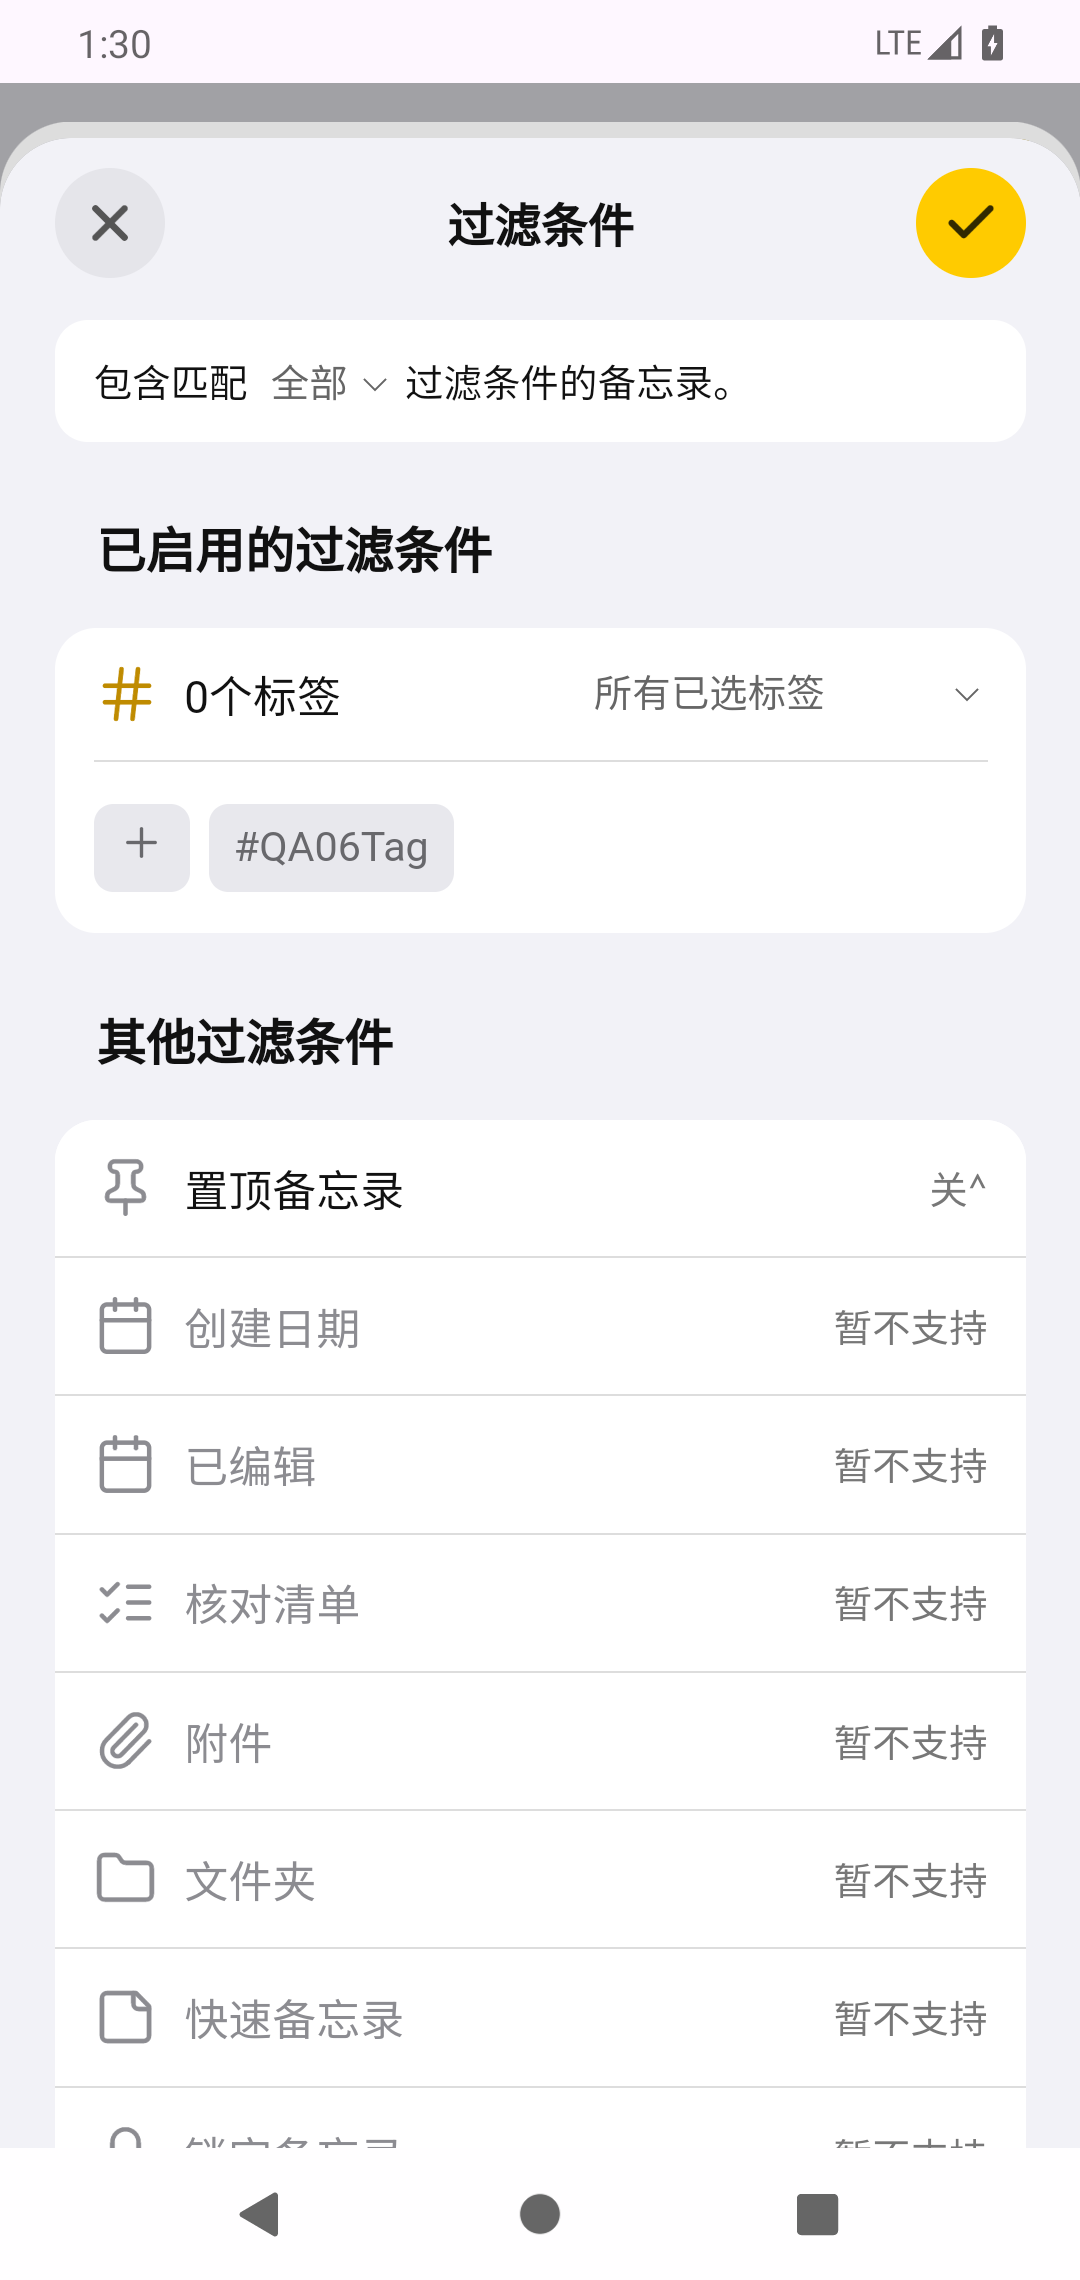 1:30
LTE
过滤条件
包含匹配 全部 过滤条件的备忘录。
已启用的过滤条件
0个标签 所有已选标签
+ #QA06Tag
其他过滤条件
置顶备忘录 关^
创建日期 暂不支持
已编辑 暂不支持
核对清单 暂不支持
附件 暂不支持
文件夹 暂不支持
快速备忘录 暂不支持